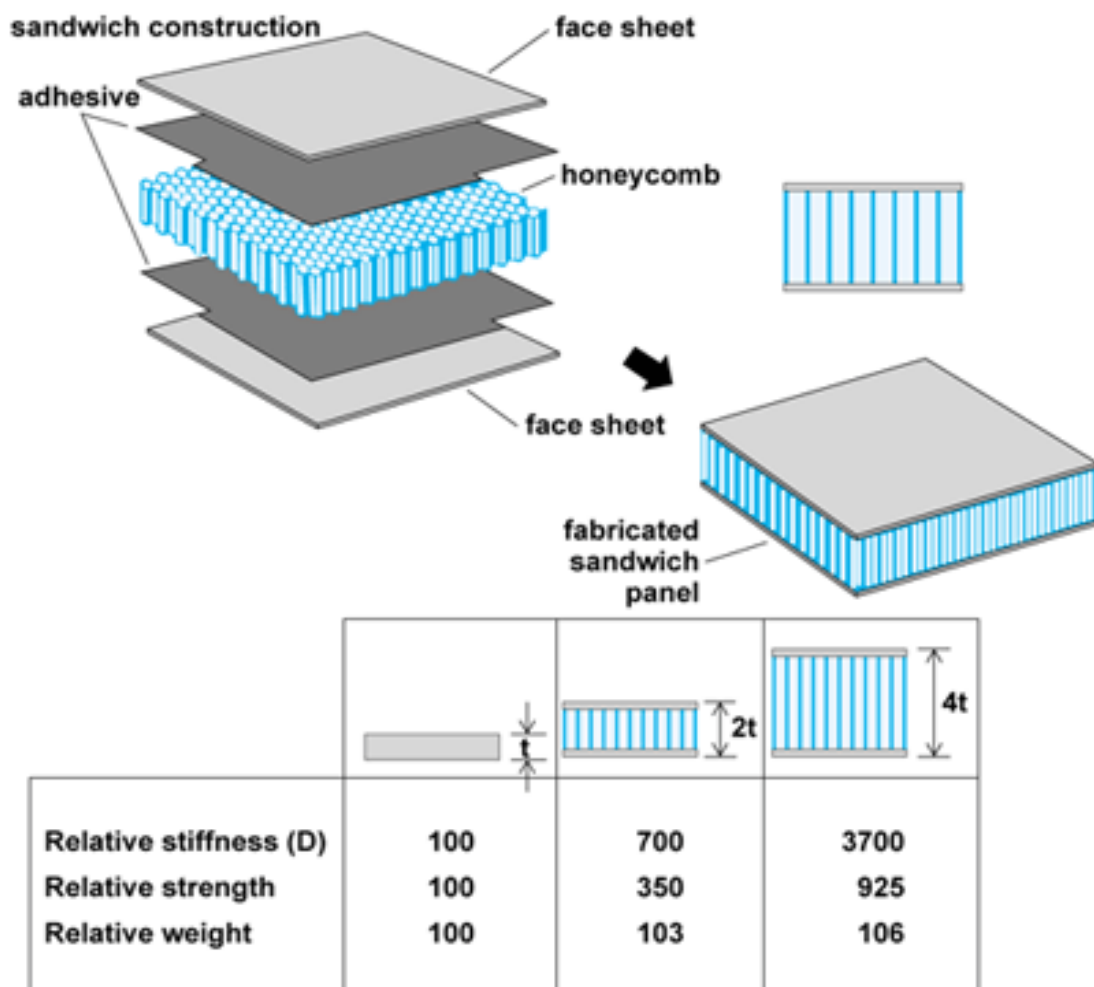 sandwich construction
face sheet
adhesive
honeycomb
face sheet
fabricated
sandwich
panel
t
2t
4t
Relative stiffness (D) 100 700 3700
Relative strength 100 350 925
Relative weight 100 103 106